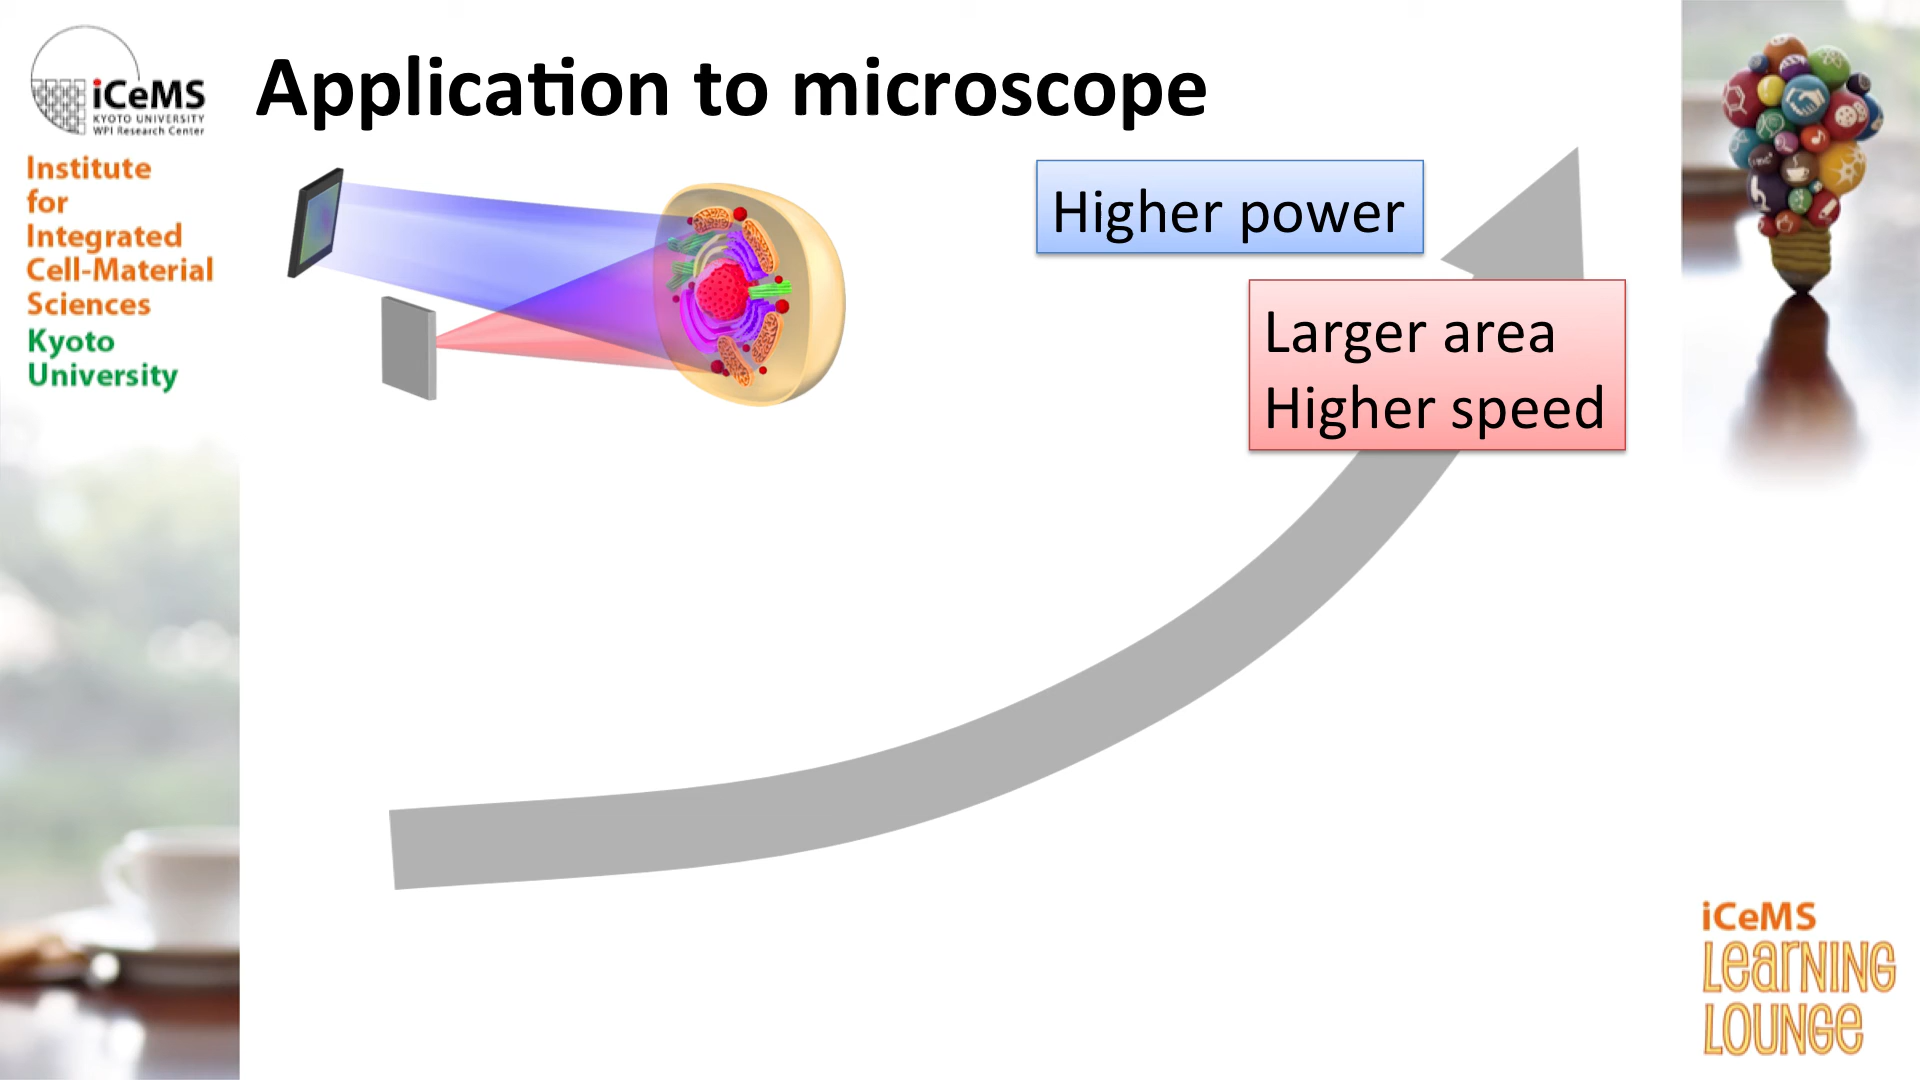 iCeMS
KYOTO UNIVERSITY
WPI Research Center
Institute
for
Integrated
Cell-Material
Sciences
Kyoto
University
Application to microscope
Higher power
Larger area
Higher speed
iCeMS
LeaRNING
LOUNGe